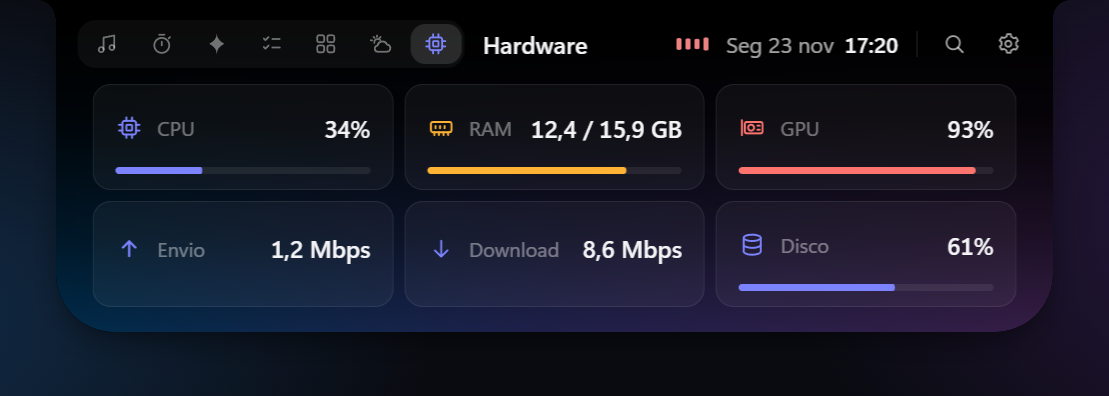 Hardware Seg 23 nov 17:20
CPU 34%
RAM 12,4 / 15,9 GB
GPU 93%
Envio 1,2 Mbps
Download 8,6 Mbps
Disco 61%